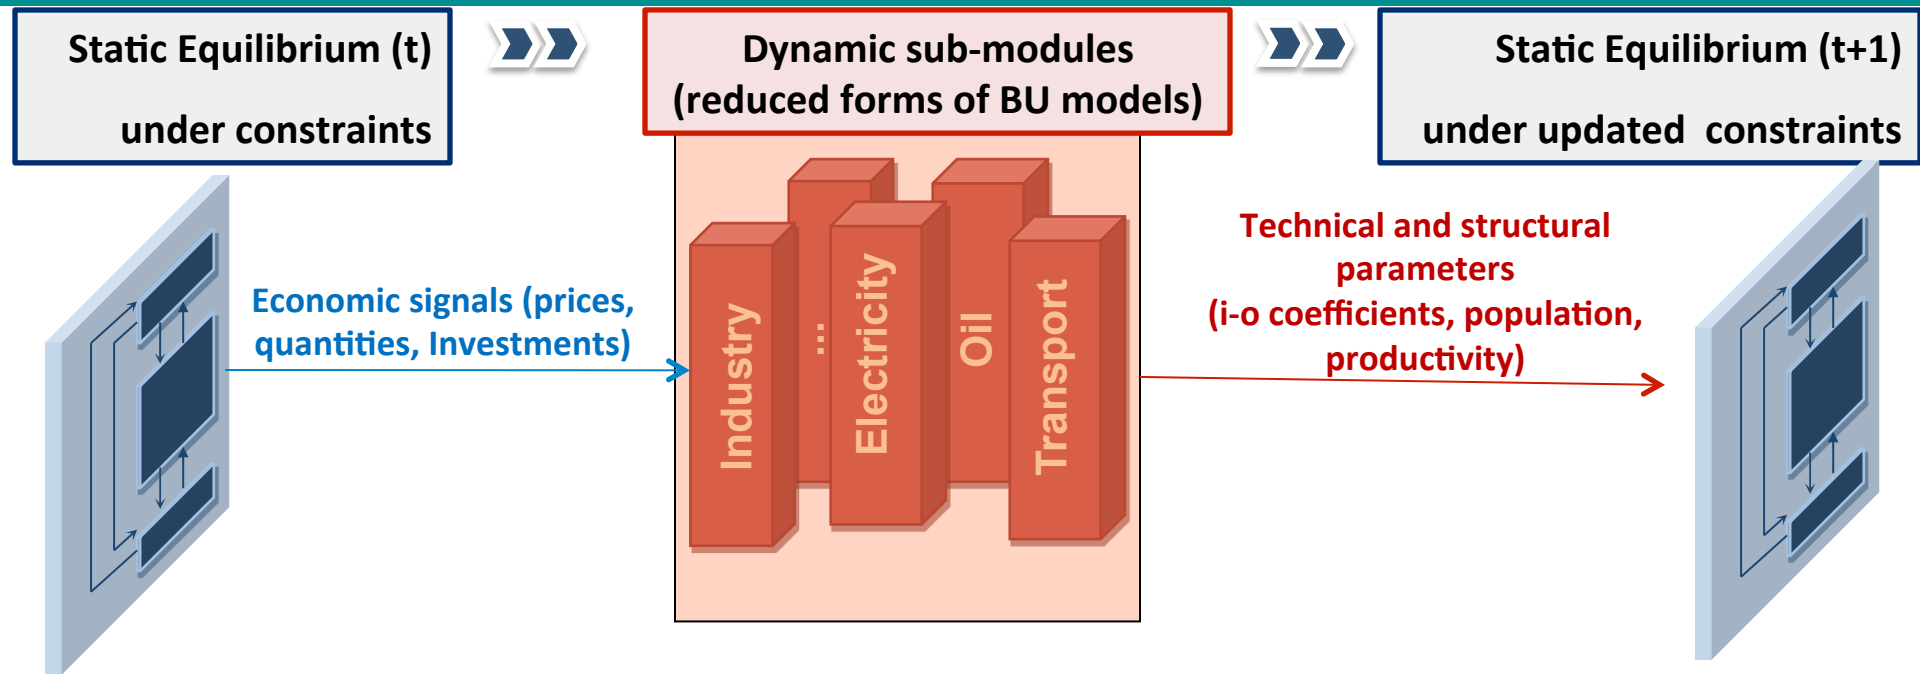 Static Equilibrium (t)
under constraints
Dynamic sub-modules
(reduced forms of BU models)
Static Equilibrium (t+1)
under updated constraints
Economic signals (prices,
quantities, Investments)
Industry
...
Electricity
Oil
Transport
Technical and structural
parameters
(i-o coefficients, population,
productivity)